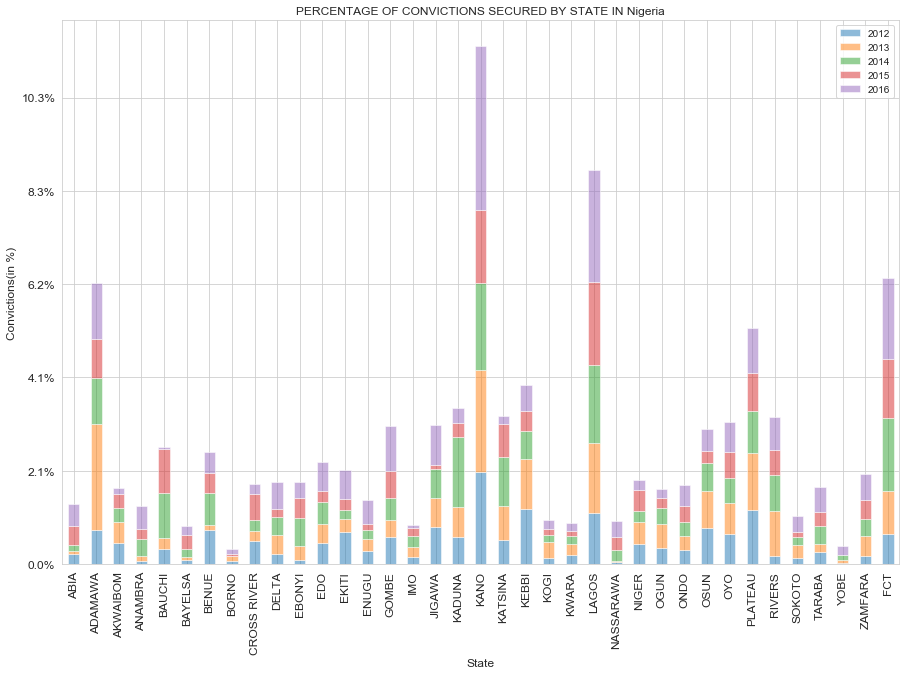 PERCENTAGE OF CONVICTIONS SECURED BY STATE IN Nigeria
2012
2013
2014
2015
2016
10.3%
8.3%
6.2%
4.1%
2.1%
0.0%
Convictions(in %)
ABIA
ADAMAWA
AKWAIBOM
ANAMBRA
BAUCHI
BAYELSA
BENUE
BORNO
CROSS RIVER
DELTA
EBONYI
EDO
EKITI
ENUGU
GOMBE
IMO
JIGAWA
KADUNA
KANO
KATSINA
KEBBI
KOGI
KWARA
LAGOS
NASSARAWA
NIGER
OGUN
ONDO
OSUN
OYO
PLATEAU
RIVERS
SOKOTO
TARABA
YOBE
ZAMFARA
FCT
State